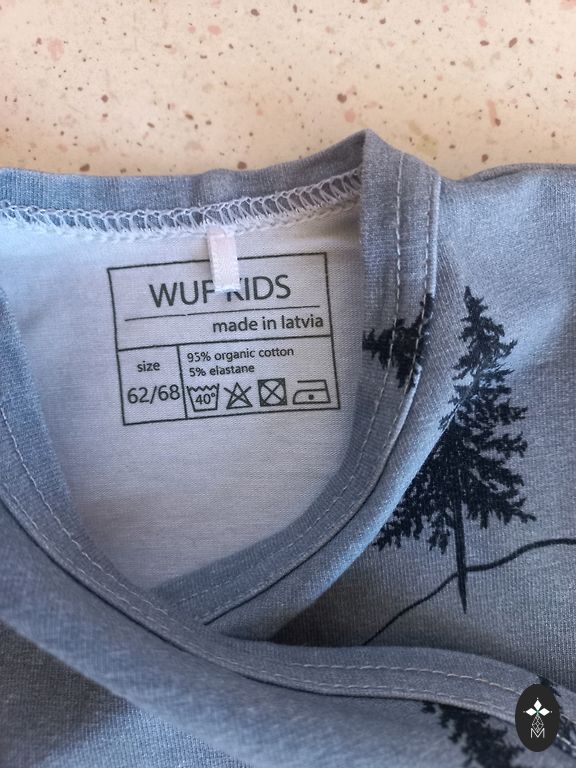 WUF KIDS
made in latvia
size
62/68
95% organic cotton
5% elastane
40°
M